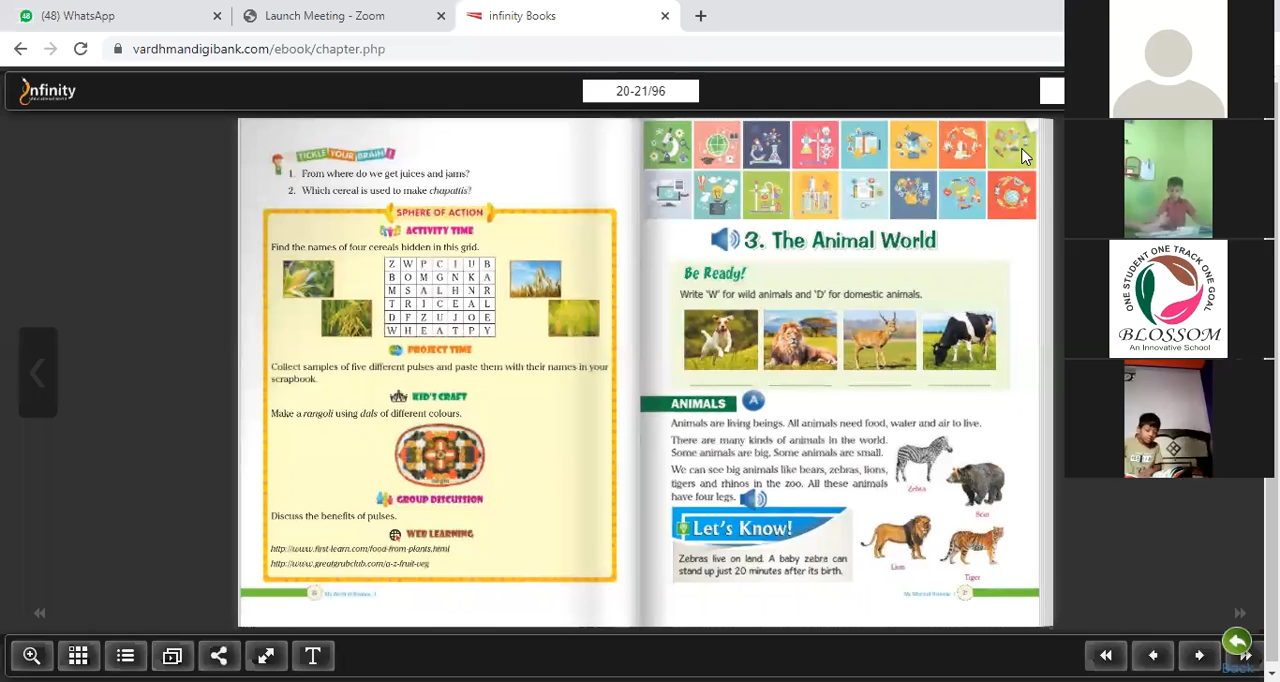 (48) WhatsApp
Launch Meeting - Zoom
infinity Books
vardhmandigibank.com/ebook/chapter.php
infinity
20-21/96
TICKLE YOUR BRAIN !
1. From where do we get juices and jams?
2. Which cereal is used to make chapattis?
SPHERE OF ACTION
ACTIVITY TIME
Find the names of four cereals hidden in this grid.
Z W P C I U B
B O M G N K A
M S A L H N R
T R I C E A L
D F Z U J O E
W H E A T P Y
PROJECT TIME
Collect samples of five different pulses and paste them with their names in your
scrapbook.
KID'S CRAFT
Make a rangoli using dals of different colours.
GROUP DISCUSSION
Discuss the benefits of pulses.
WEB LEARNING
http://www.first-learn.com/food-from-plants.html
http://www.greatgrubclub.com/a-z-fruit-veg
3. The Animal World
Be Ready!
Write 'W' for wild animals and 'D' for domestic animals.
ANIMALS A
Animals are living beings. All animals need food, water and air to live.
There are many kinds of animals in the world.
Some animals are big. Some animals are small.
We can see big animals like bears, zebras, lions,
tigers and rhinos in the zoo. All these animals
have four legs.
Zebra
Bear
Lion
Tiger
Let's Know!
Zebras live on land. A baby zebra can
stand up just 20 minutes after its birth.
21
ONE STUDENT ONE TRACK ONE GOAL
BLOSSOM
An Innovative School
T
Back